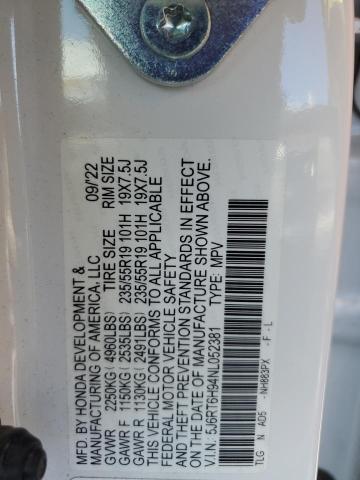 MFD. BY HONDA DEVELOPMENT &
MANUFACTURING OF AMERICA, LLC 09/22
GVWR 2250KG ( 4960LBS) TIRE SIZE RIM SIZE
GAWR F 1150KG ( 2535LBS) 235/55R19 101H 19X7.5J
GAWR R 1130KG ( 2491LBS) 235/55R19 101H 19X7.5J
THIS VEHICLE CONFORMS TO ALL APPLICABLE
FEDERAL MOTOR VEHICLE SAFETY
AND THEFT PREVENTION STANDARDS IN EFFECT
ON THE DATE OF MANUFACTURE SHOWN ABOVE.
V.I.N. 5J6RT6H94NL052381 TYPE: MPV
TLG N AD5 - NH883PX - F - L